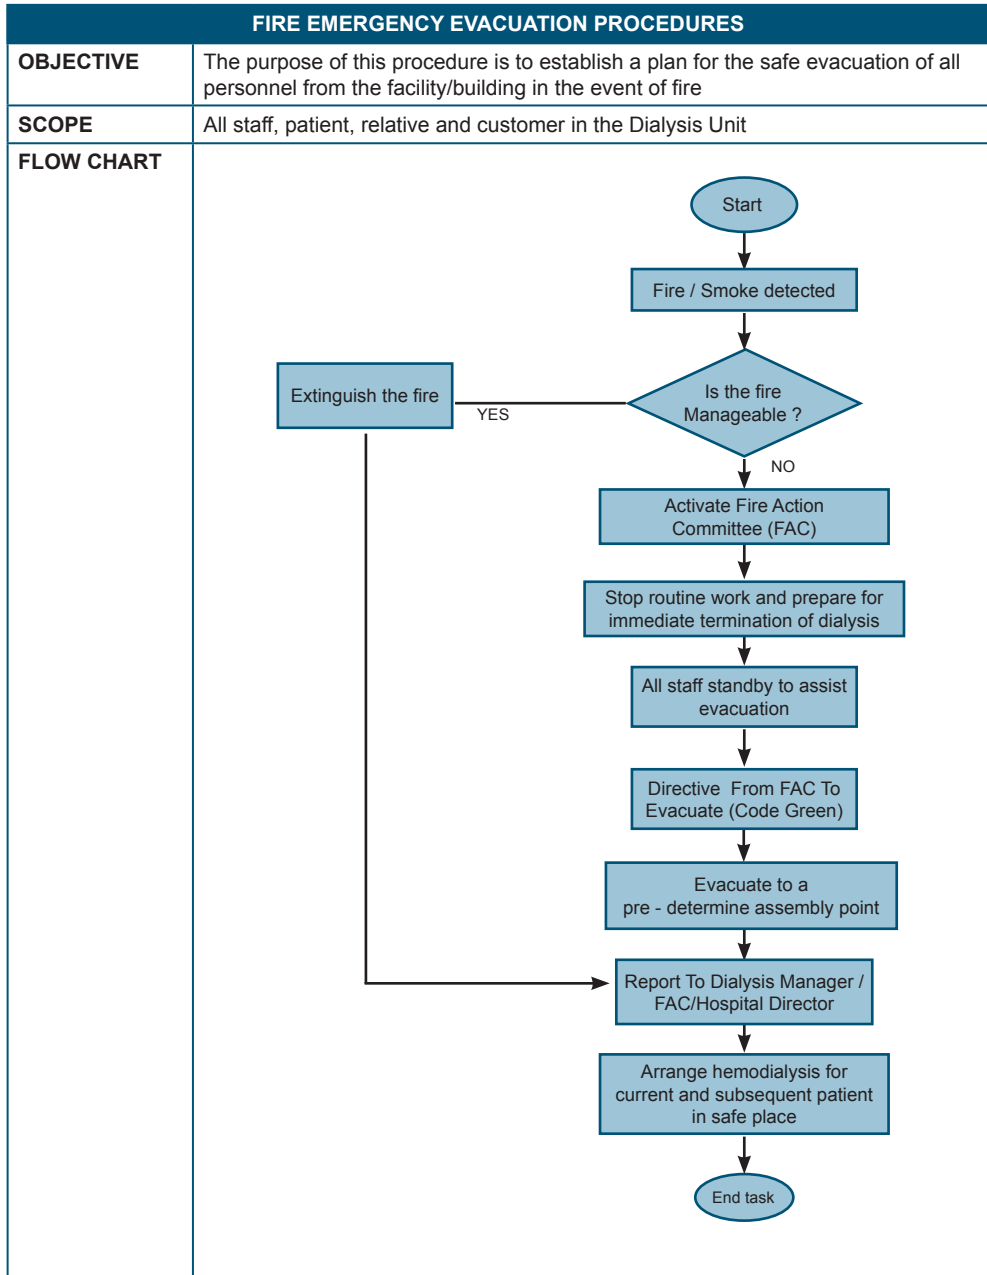 FIRE EMERGENCY EVACUATION PROCEDURES
OBJECTIVE
The purpose of this procedure is to establish a plan for the safe evacuation of all
personnel from the facility/building in the event of fire
SCOPE
All staff, patient, relative and customer in the Dialysis Unit
FLOW CHART
Start
Fire / Smoke detected
Is the fire
Manageable ?
YES
Extinguish the fire
NO
Activate Fire Action
Committee (FAC)
Stop routine work and prepare for
immediate termination of dialysis
All staff standby to assist
evacuation
Directive From FAC To
Evacuate (Code Green)
Evacuate to a
pre - determine assembly point
Report To Dialysis Manager /
FAC/Hospital Director
Arrange hemodialysis for
current and subsequent patient
in safe place
End task